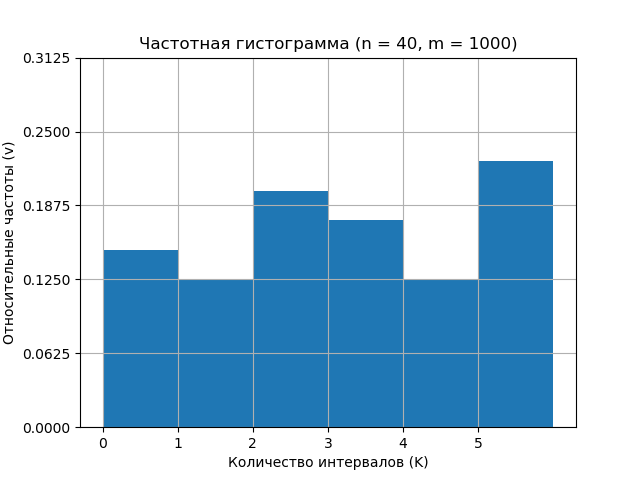 Частотная гистограмма (n = 40, m = 1000)
0.3125
0.2500
0.1875
0.1250
0.0625
0.0000
Относительные частоты (v)
0 1 2 3 4 5
Количество интервалов (K)